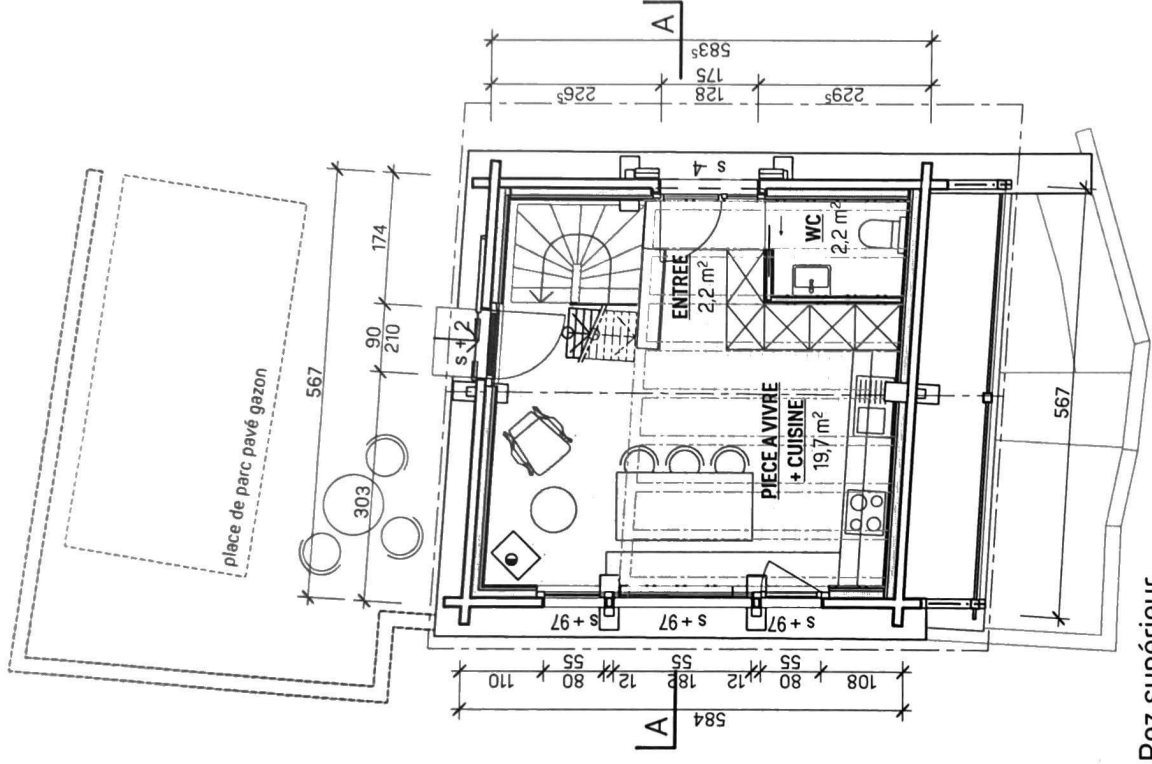 place de parc pavé gazon
567
174
90
210
303
s + 2
A
583⁵
226⁵
175
128
229⁵
s -4
ENTREE
2,2 m²
WC
2,2 m²
PIECE A VIVRE
+ CUISINE
19,7 m²
s + 97
s + 97
s + 97
110
55
80
12
55
182
12
55
80
108
584
A
567
Rez supérieur